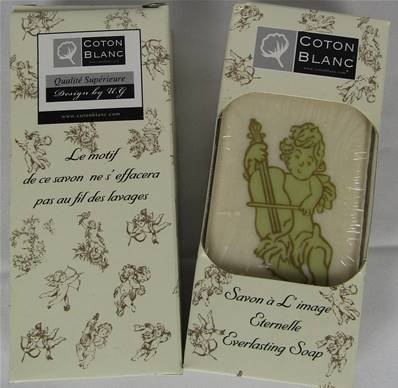 COTON
BLANC
Qualité Supérieure
Design by U.G
www.cotonblanc.com
Le motif
de ce savon ne s'effacera
pas au fil des lavages
COTON
BLANC
Savon à L'image
Eternelle
Everlasting Soap